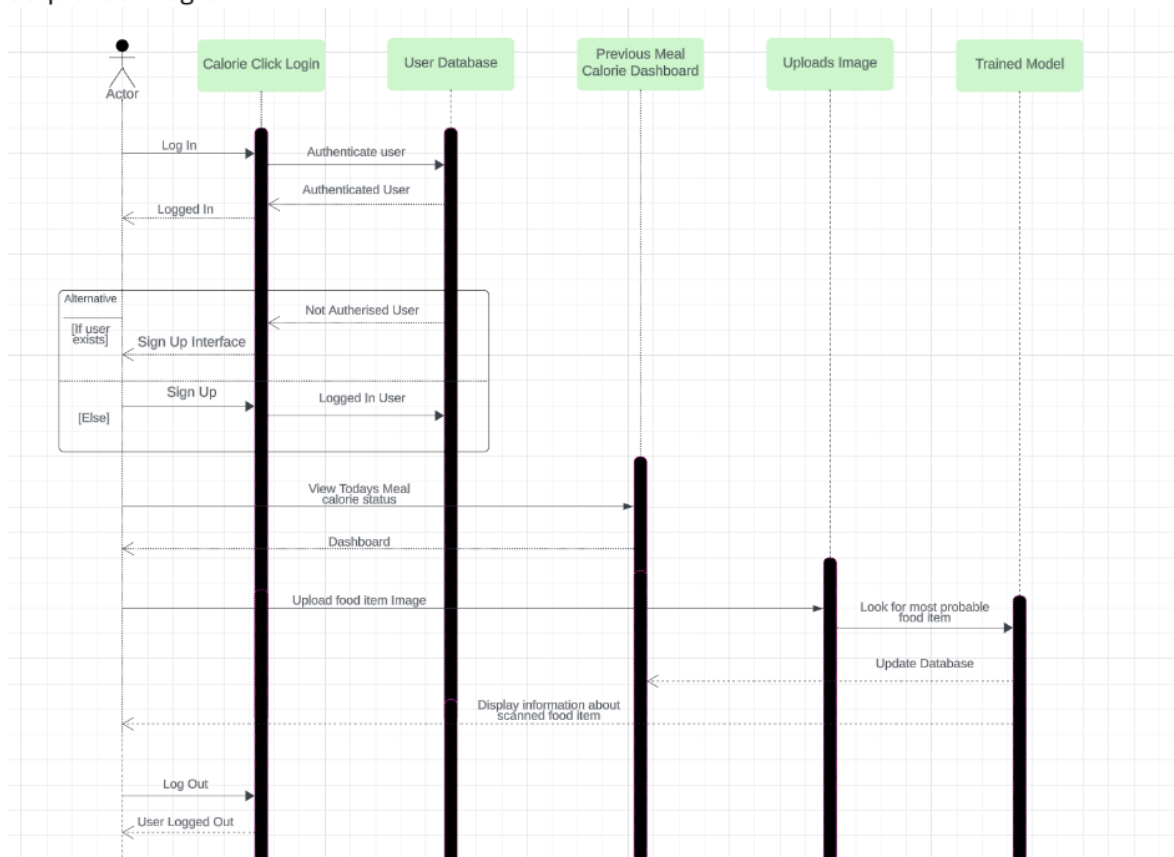 Calorie Click Login
User Database
Previous Meal
Calorie Dashboard
Uploads Image
Trained Model
Actor
Log In
Authenticate user
Authenticated User
Logged In
Alternative
Not Autherised User
[If user
exists]
Sign Up Interface
Sign Up
Logged In User
[Else]
View Todays Meal
calorie status
Dashboard
Upload food item Image
Look for most probable
food item
Update Database
Display information about
scanned food item
Log Out
User Logged Out